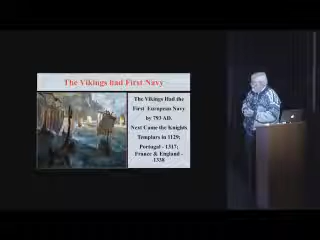 The Vikings had First Navy
The Vikings Had the
First European Navy
by 793 AD.
Next Came the Knights
Templars in 1129;
Portugal - 1317;
France & England -
1338